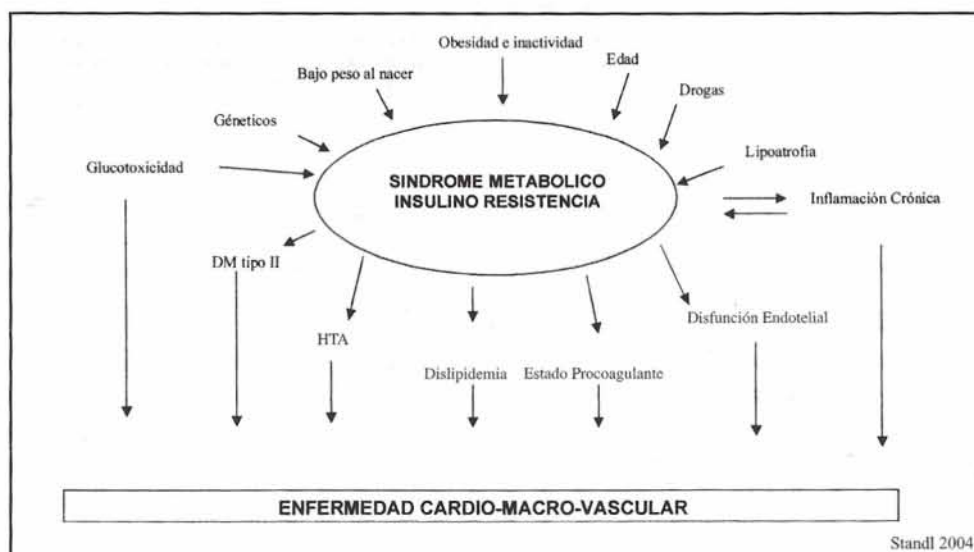 Obesidad e inactividad
Edad
Bajo peso al nacer
Drogas
Géneticos
Lipoatrofia
Glucotoxicidad
SINDROME METABOLICO
INSULINO RESISTENCIA
Inflamación Crónica
DM tipo II
Disfunción Endotelial
HTA
Dislipidemia
Estado Procoagulante
ENFERMEDAD CARDIO-MACRO-VASCULAR
Standl 2004